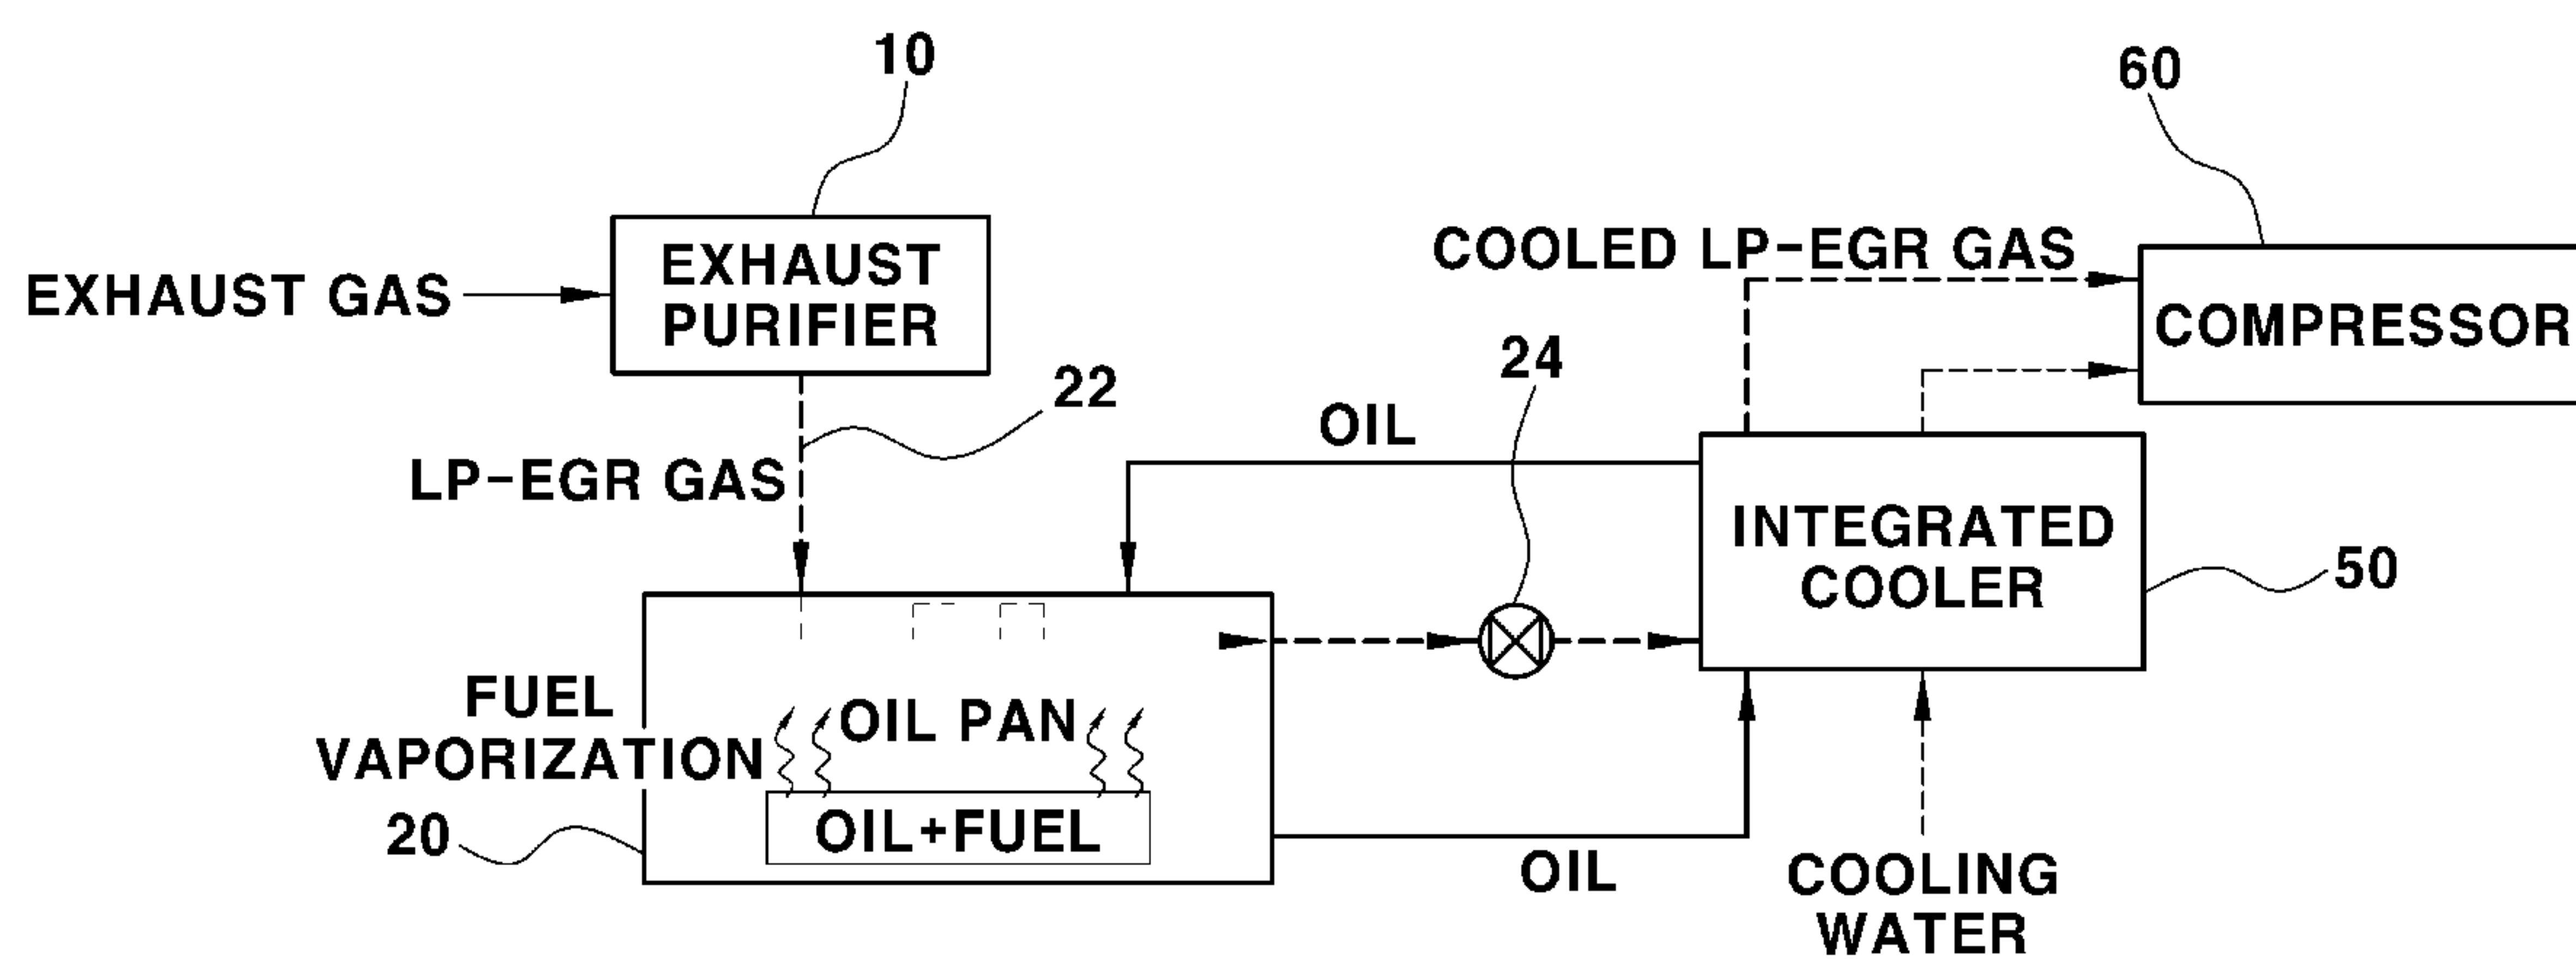 10
60
EXHAUST GAS
EXHAUST
PURIFIER
COOLED LP-EGR GAS
COMPRESSOR
22
24
OIL
LP-EGR GAS
INTEGRATED
COOLER
50
FUEL
VAPORIZATION
OIL PAN
20
OIL+FUEL
OIL
COOLING
WATER